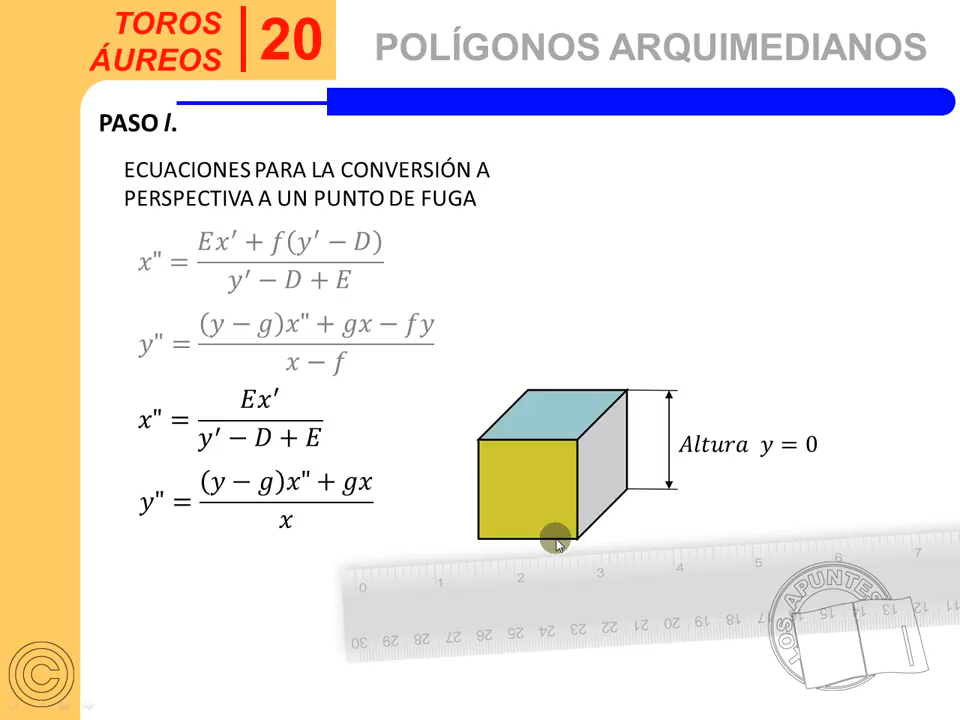 TOROS
ÁUREOS
20
POLÍGONOS ARQUIMEDIANOS
PASO l.
ECUACIONES PARA LA CONVERSIÓN A
PERSPECTIVA A UN PUNTO DE FUGA
x" = (Ex' + f(y' − D)) / (y' − D + E)
y" = ((y − g)x" + gx − fy) / (x − f)
x" = Ex' / (y' − D + E)
y" = ((y − g)x" + gx) / x
Altura y = 0
0 1 2 3 4 5 6 7
30 29 28 27 26 25 24 23 22 21 20 19 18 17 16 15 14 13 12 11
LOS APUNTES
C